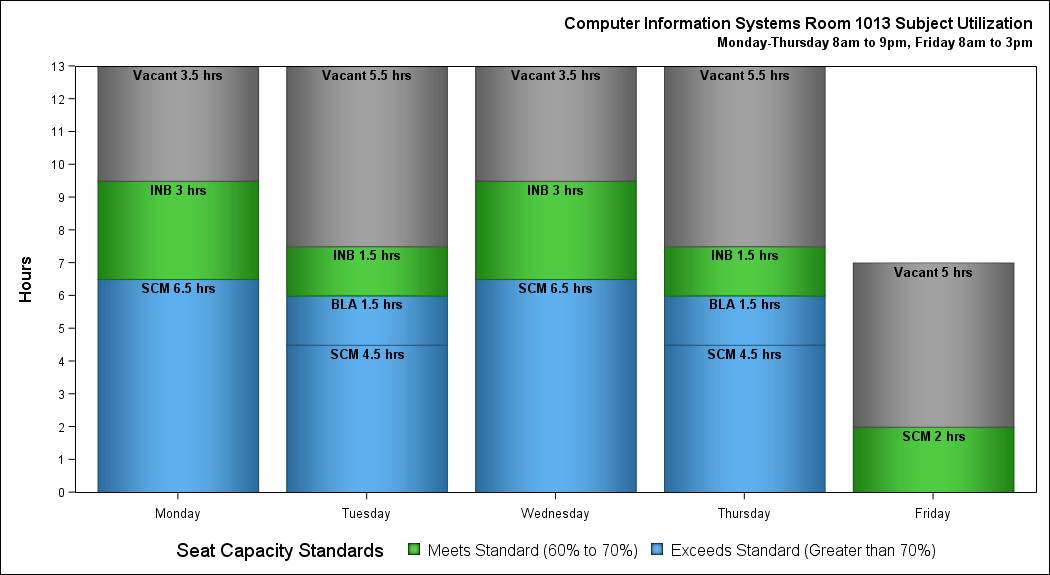 Computer Information Systems Room 1013 Subject Utilization
Monday-Thursday 8am to 9pm, Friday 8am to 3pm
Hours
13
12
11
10
9
8
7
6
5
4
3
2
1
0
Vacant 3.5 hrs
INB 3 hrs
SCM 6.5 hrs
Vacant 5.5 hrs
INB 1.5 hrs
BLA 1.5 hrs
SCM 4.5 hrs
Vacant 3.5 hrs
INB 3 hrs
SCM 6.5 hrs
Vacant 5.5 hrs
INB 1.5 hrs
BLA 1.5 hrs
SCM 4.5 hrs
Vacant 5 hrs
SCM 2 hrs
Monday Tuesday Wednesday Thursday Friday
Seat Capacity Standards Meets Standard (60% to 70%) Exceeds Standard (Greater than 70%)